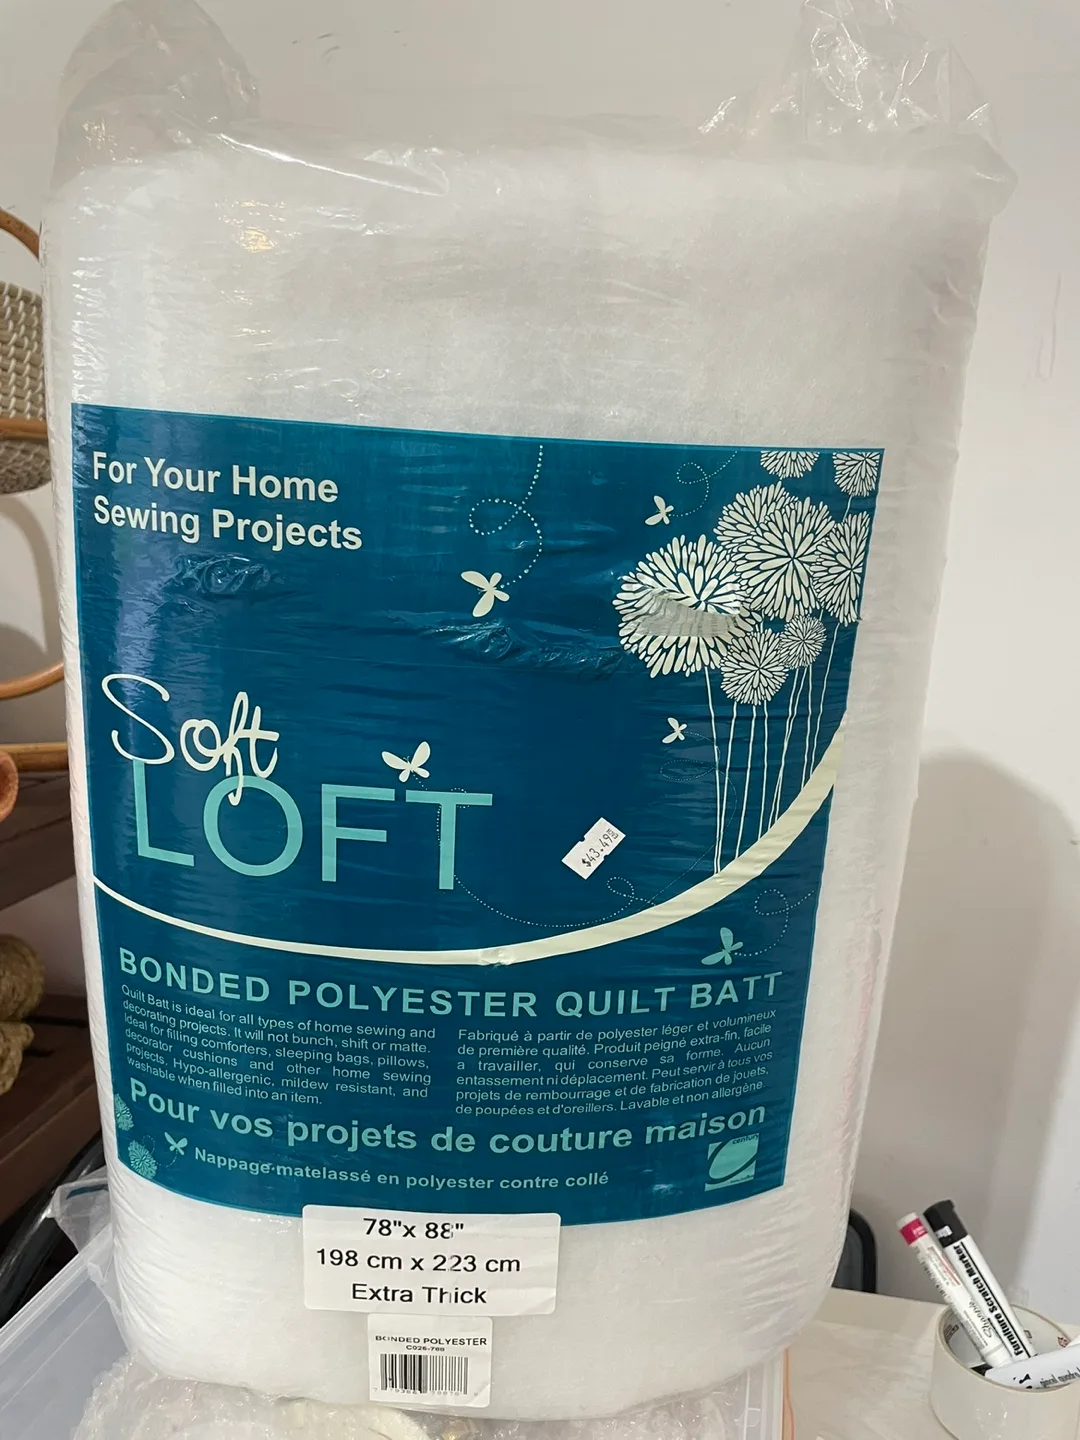 For Your Home
Sewing Projects
Soft
LOFT
$43.49
BONDED POLYESTER QUILT BATT
Quilt Batt is ideal for all types of home sewing and
decorating projects. It will not bunch, shift or matte.
Ideal for filling comforters, sleeping bags, pillows,
decorator cushions and other home sewing
projects. Hypo-allergenic, mildew resistant, and
washable when filled into an item.
Fabriqué à partir de polyester léger et volumineux
de première qualité. Produit peigné extra-fin, facile
a travailler, qui conserve sa forme. Aucun
entassement ni déplacement. Peut servir à tous vos
projets de rembourrage et de fabrication de jouets,
de poupées et d'oreillers. Lavable et non allergène.
Pour vos projets de couture maison
Nappage matelassé en polyester contre collé
century
78"x 88"
198 cm x 223 cm
Extra Thick
BONDED POLYESTER
Sharpie
Furniture Scratch Marker